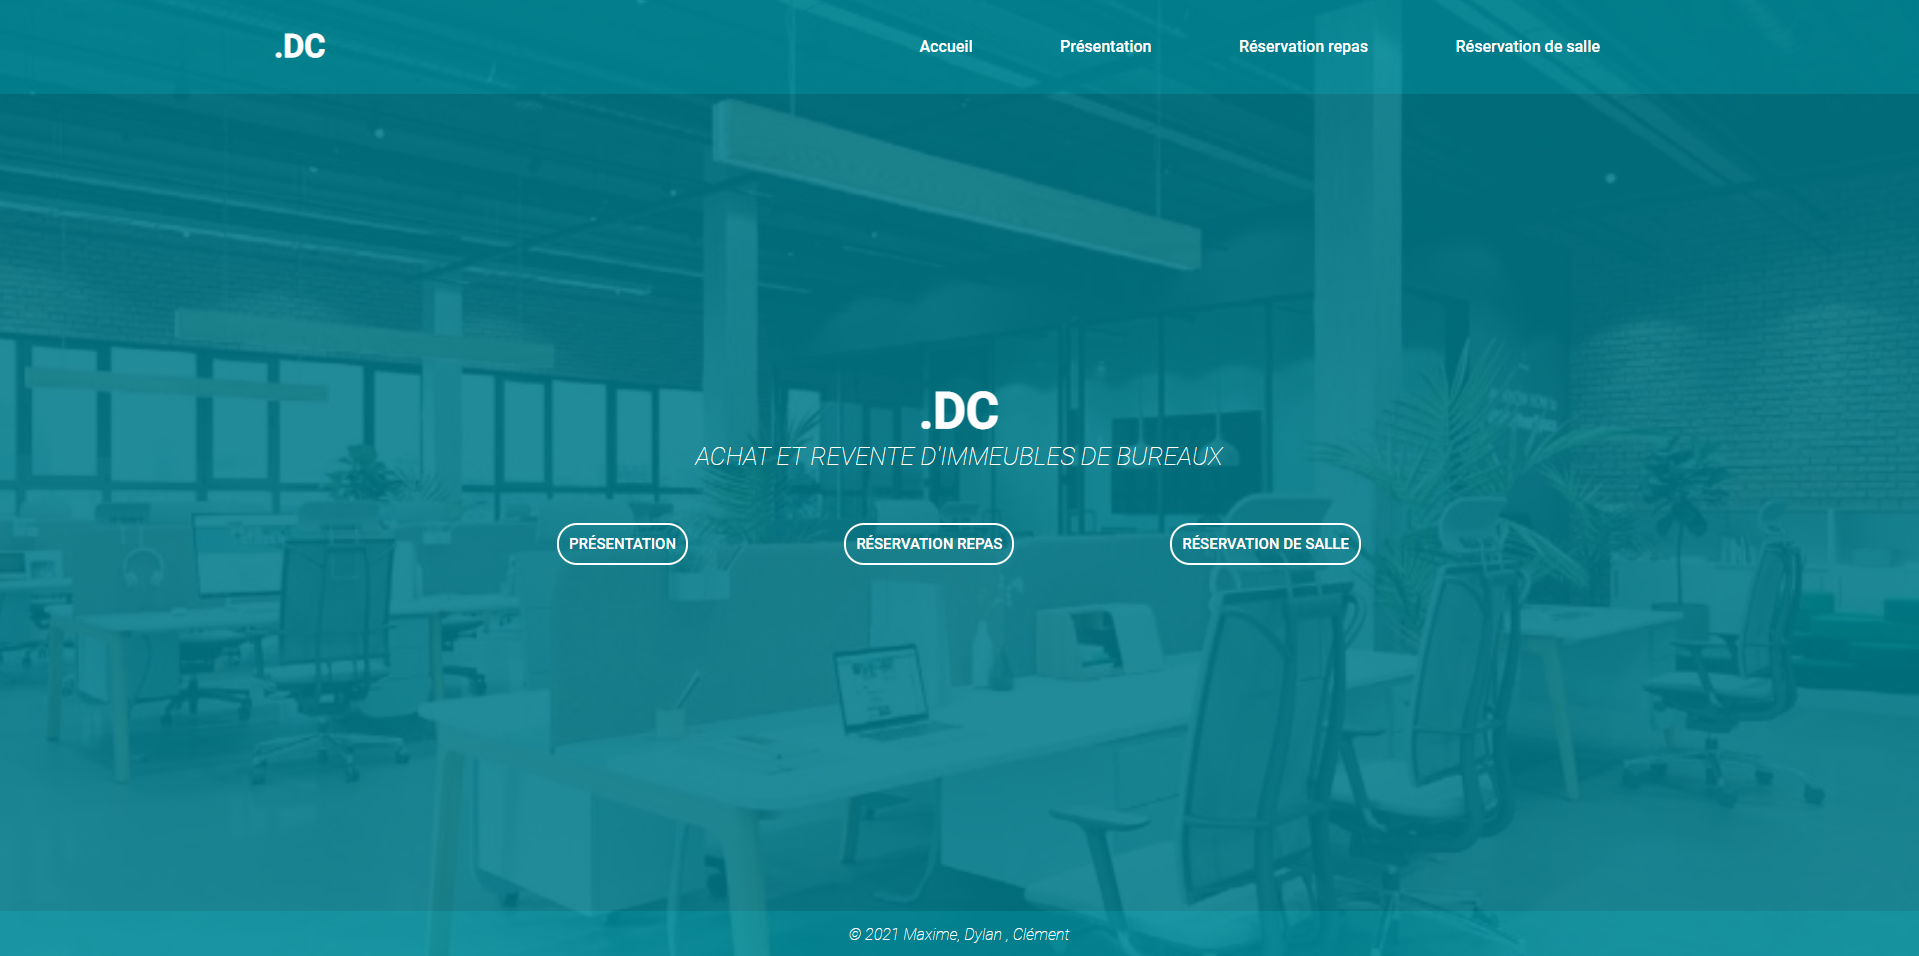 .DC
Accueil Présentation Réservation repas Réservation de salle
.DC
ACHAT ET REVENTE D'IMMEUBLES DE BUREAUX
PRÉSENTATION RÉSERVATION REPAS RÉSERVATION DE SALLE
© 2021 Maxime, Dylan , Clément